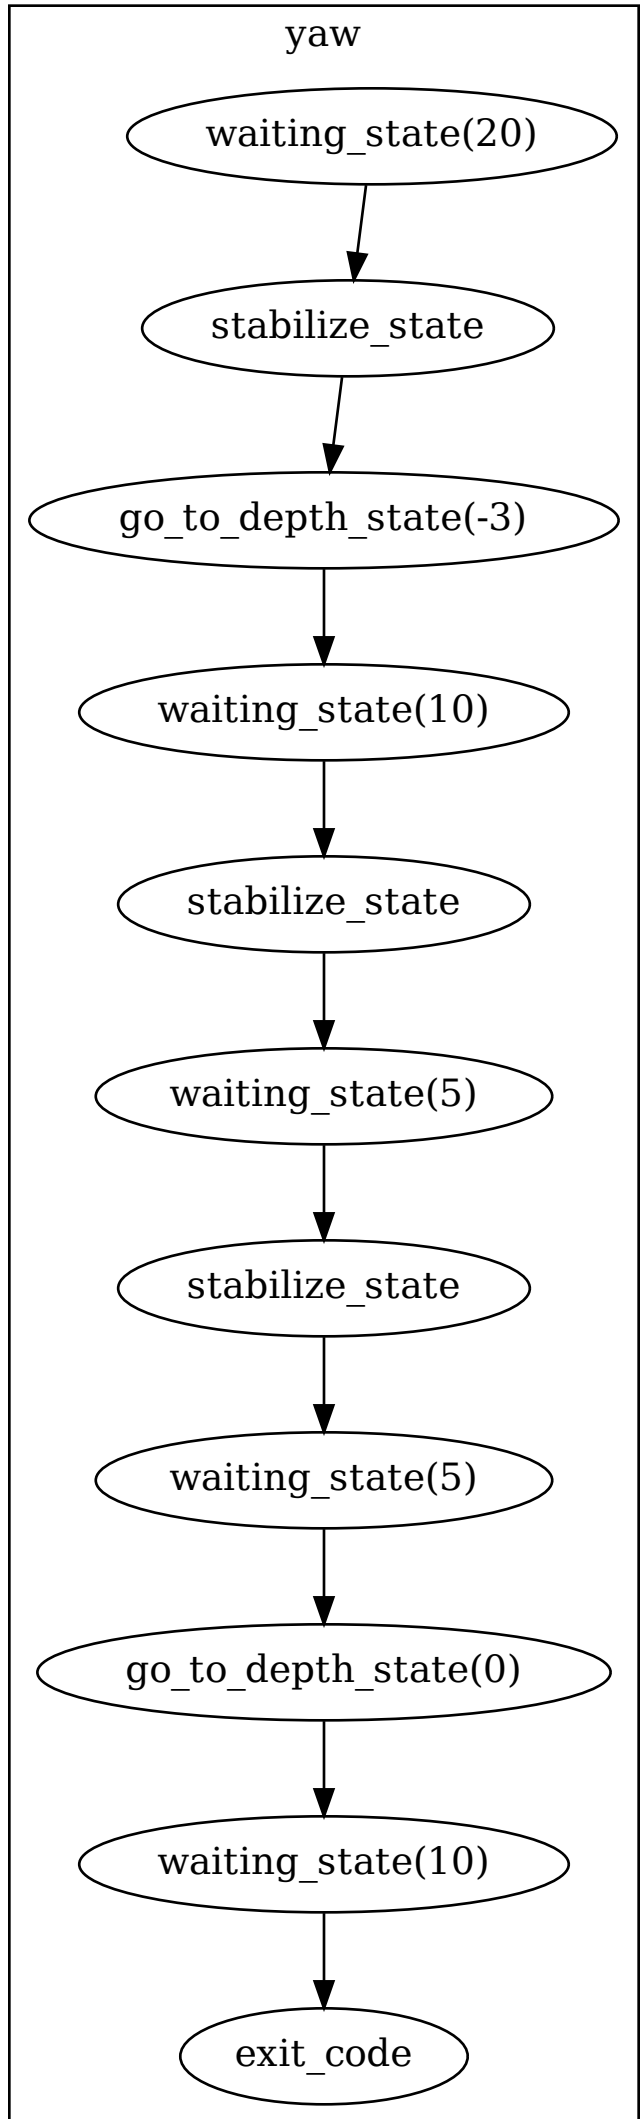 yaw
waiting_state(20)
stabilize_state
go_to_depth_state(-3)
waiting_state(10)
stabilize_state
waiting_state(5)
stabilize_state
waiting_state(5)
go_to_depth_state(0)
waiting_state(10)
exit_code